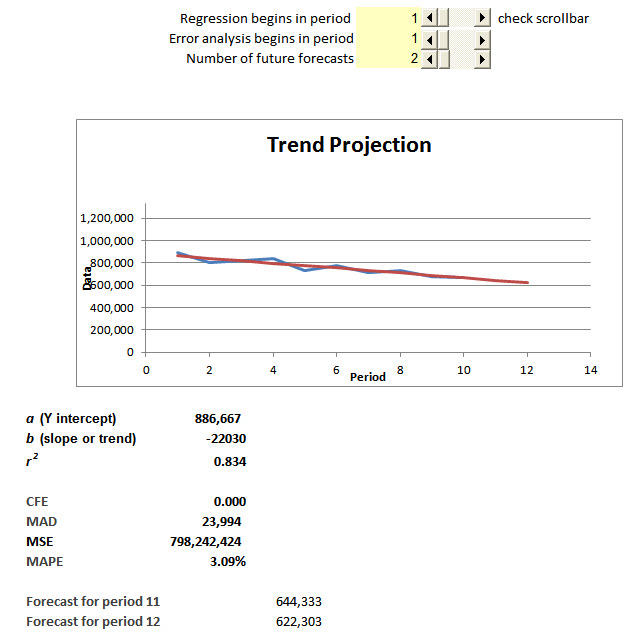 Regression begins in period 1 check scrollbar
Error analysis begins in period 1
Number of future forecasts 2
Trend Projection
1,200,000
1,000,000
800,000
600,000
400,000
200,000
0
Data
0 2 4 6 8 10 12 14
Period
a (Y intercept) 886,667
b (slope or trend) -22030
r² 0.834
CFE 0.000
MAD 23,994
MSE 798,242,424
MAPE 3.09%
Forecast for period 11 644,333
Forecast for period 12 622,303